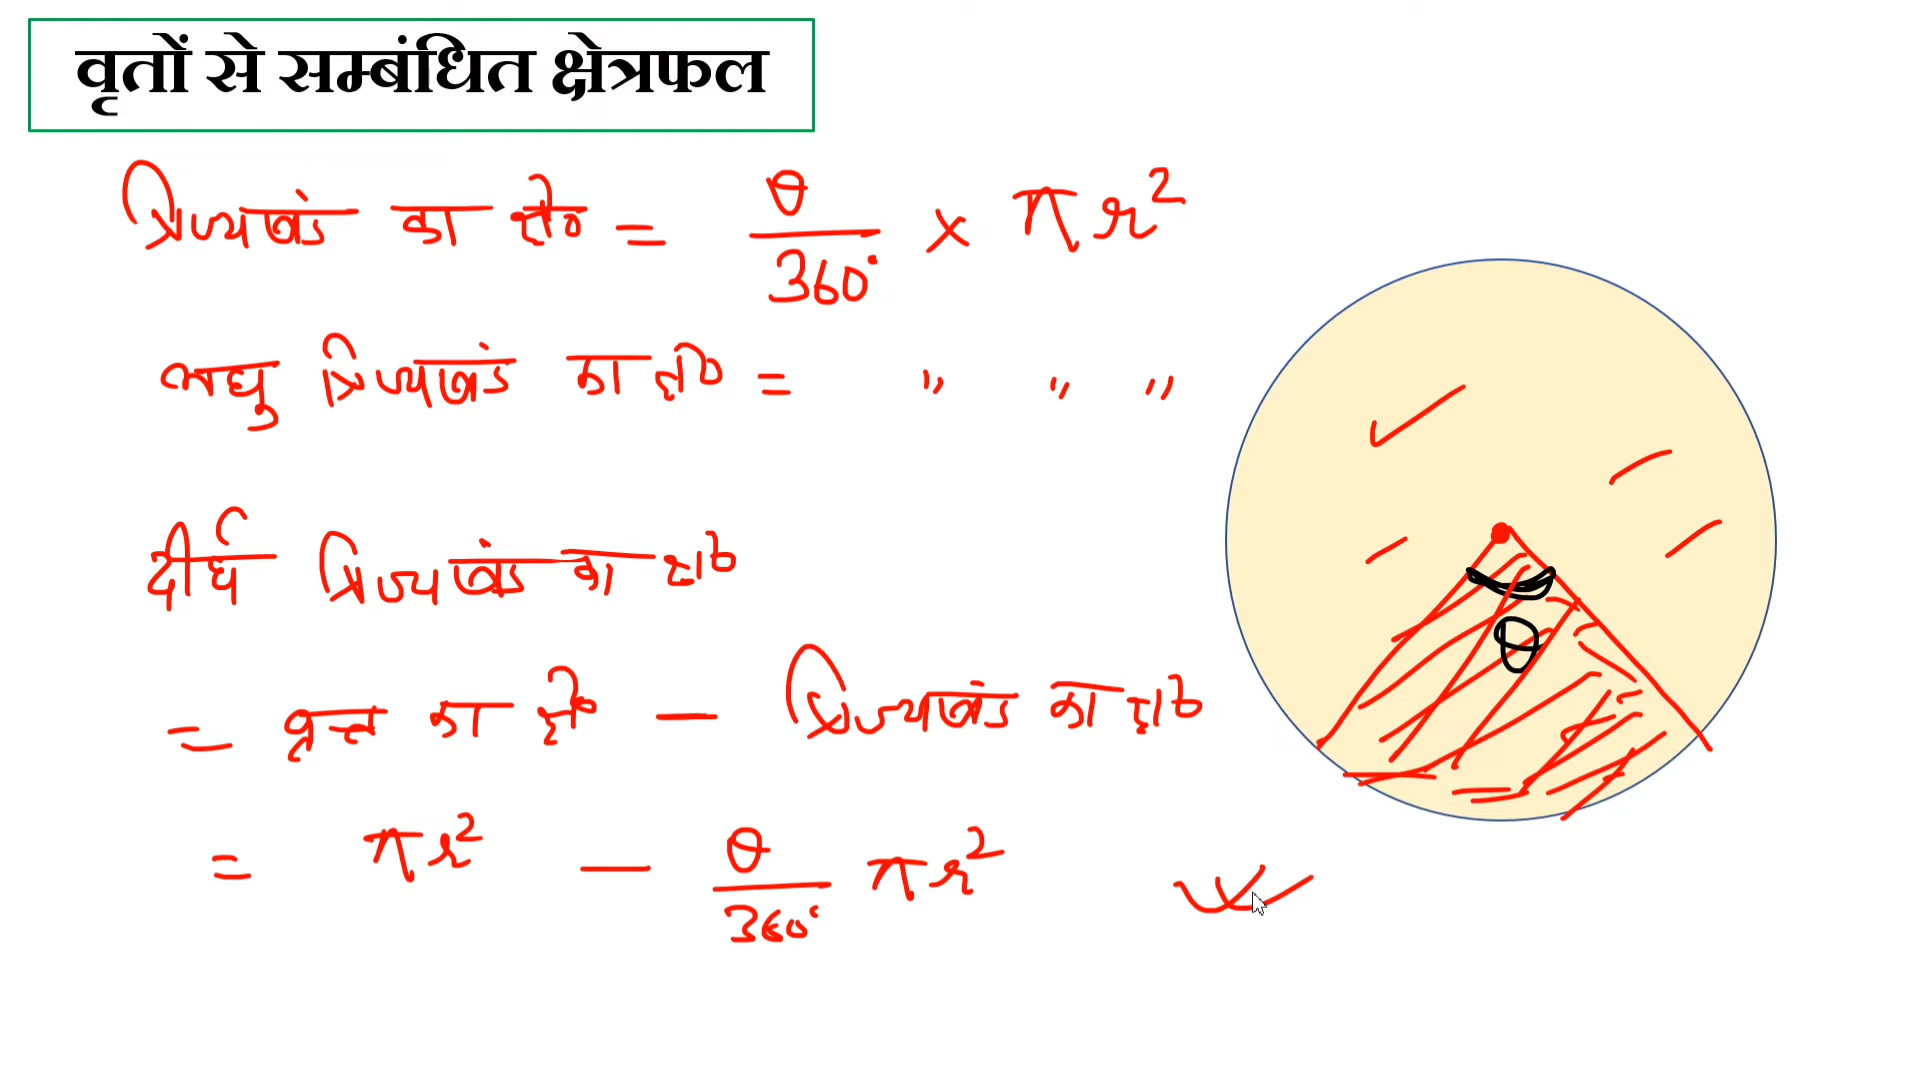 वृतों से सम्बंधित क्षेत्रफल
त्रिज्यखंड का क्षे० = θ/360° × πr²
लघु त्रिज्यखंड का क्षे० = " " "
दीर्घ त्रिज्यखंड का क्षे०
= वृत्त का क्षे० − त्रिज्यखंड का क्षे०
= πr² − θ/360° πr²
θ